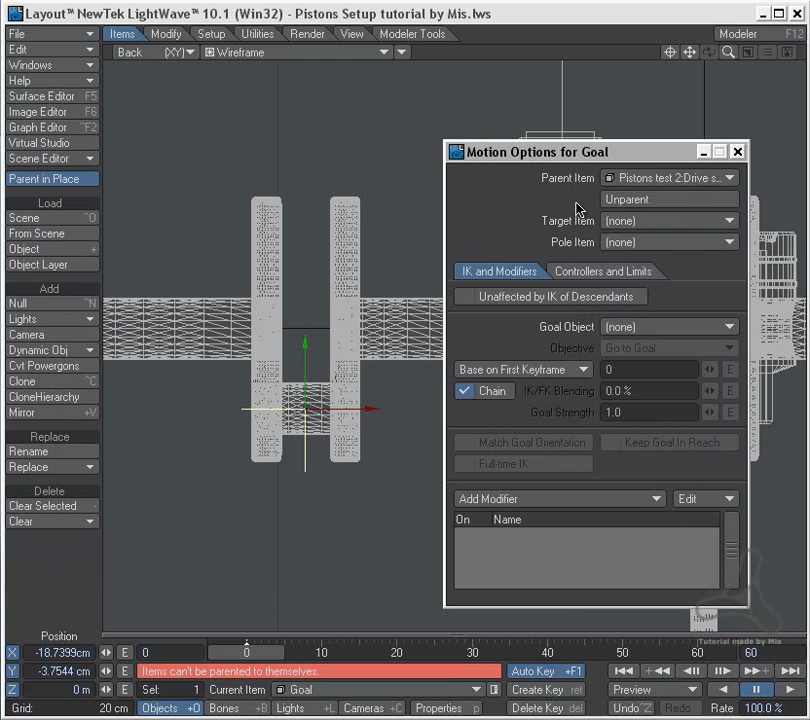 Layout™ NewTek LightWave™ 10.1 (Win32) - Pistons Setup tutorial by Mis.lws
File
Items Modify Setup Utilities Render View Modeler Tools
Modeler F12
Edit
Back (XY) Wireframe
Windows
Help
Surface Editor F5
Image Editor F6
Graph Editor ^F2
Virtual Studio
Scene Editor
Parent in Place
Load
Scene ^O
From Scene
Object +
Object Layer
Add
Null ^N
Lights
Camera
Dynamic Obj
Cvt Powergons
Clone ^C
CloneHierarchy
Mirror +V
Replace
Rename
Replace
Delete
Clear Selected -
Clear
Motion Options for Goal
Parent Item Pistons test 2:Drive s...
Unparent
Target Item (none)
Pole Item (none)
IK and Modifiers Controllers and Limits
Unaffected by IK of Descendants
Goal Object (none)
Objective Go to Goal
Base on First Keyframe 0 E
Chain IK/FK Blending 0.0 % E
Goal Strength 1.0 E
Match Goal Orientation Keep Goal In Reach
Full-time IK
Add Modifier Edit
On Name
Tutorial made by Mis
Position
X -18.7399cm E 0 0 10 20 30 40 50 60
Y -3.7544 cm E Items can't be parented to themselves. Auto Key +F1
Z 0 m E Sel: 1 Current Item Goal Create Key ret Preview
Grid: 20 cm Objects +O Bones +B Lights +L Cameras +C Properties p Delete Key del Undo ^Z Redo Z 100.0 %